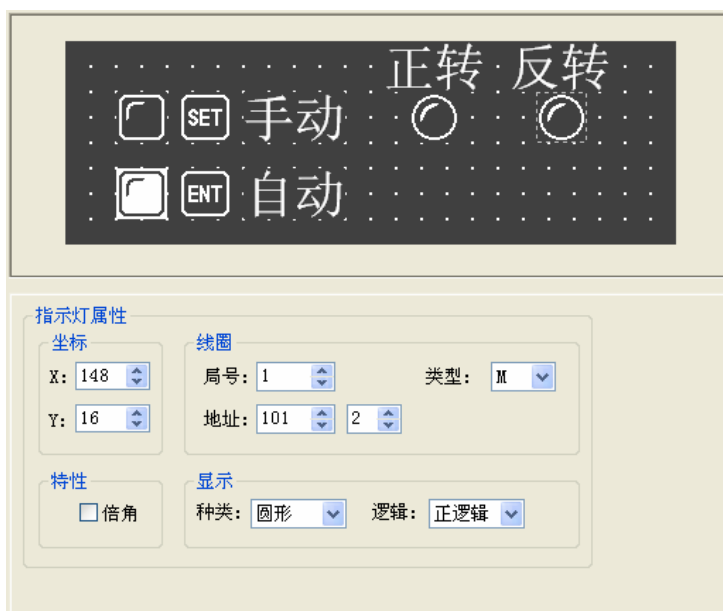 正转 反转
SET 手动
ENT 自动
指示灯属性
坐标
X: 148
Y: 16
线圈
局号: 1 类型: M
地址: 101 2
特性
倍角
显示
种类: 圆形 逻辑: 正逻辑